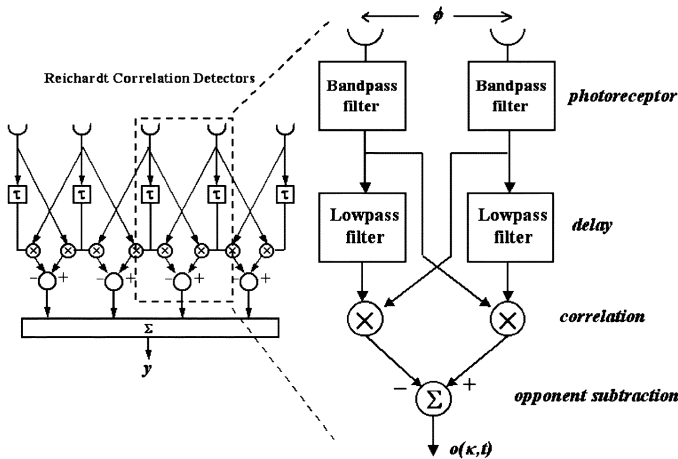 Reichardt Correlation Detectors
τ τ τ τ τ
× × × × × × × ×
− + − + − + − +
Σ
y
ϕ
Bandpass filter
Bandpass filter
photoreceptor
Lowpass filter
Lowpass filter
delay
× ×
correlation
− +
Σ
opponent subtraction
o(κ,t)